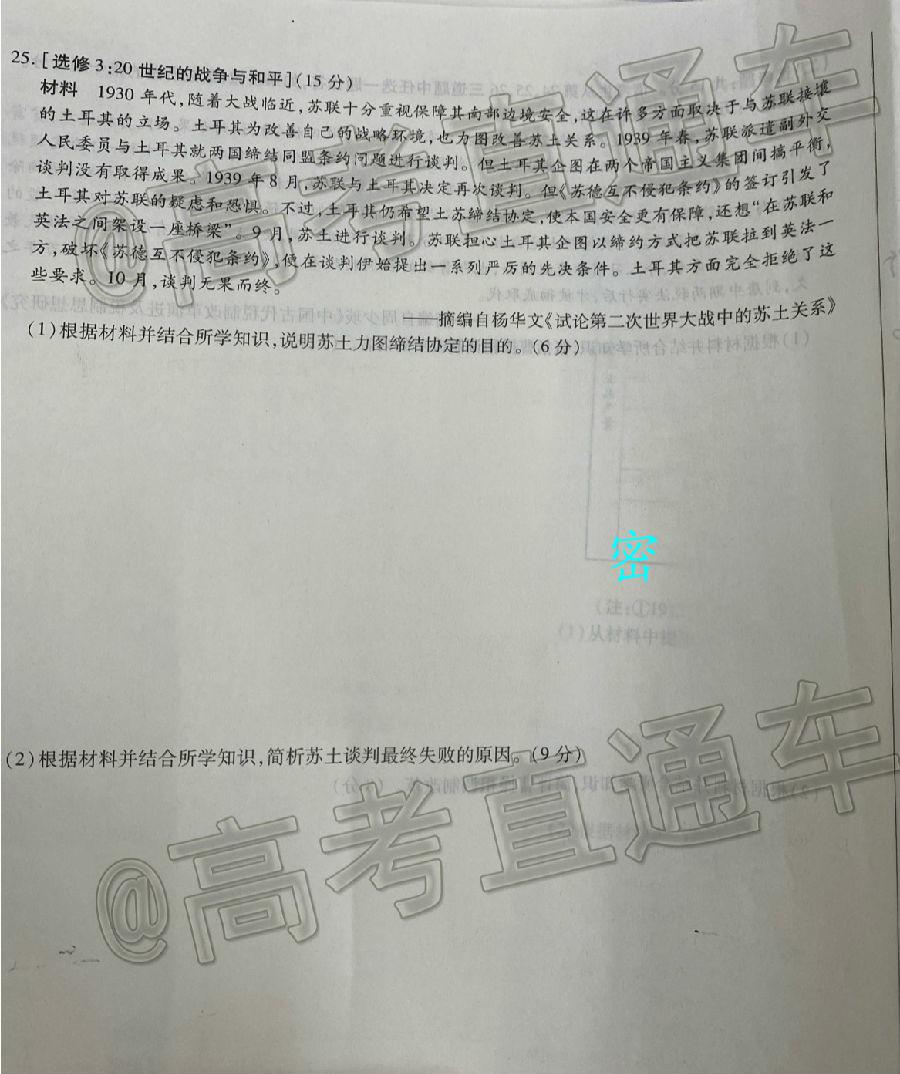 25.[选修3:20世纪的战争与和平](15分)
材料 1930年代,随着大战临近,苏联十分重视保障其南部边境安全,这在许多方面取决于与苏联接壤
的土耳其的立场。土耳其为改善自己的战略环境,也力图改善苏土关系。1939年春,苏联派遣副外交
人民委员与土耳其就两国缔结同盟条约问题进行谈判。但土耳其企图在两个帝国主义集团间搞平衡,
谈判没有取得成果。1939年8月,苏联与土耳其决定再次谈判。但《苏德互不侵犯条约》的签订引发了
土耳其对苏联的疑虑和恐惧。不过,土耳其仍希望土苏缔结协定,使本国安全更有保障,还想“在苏联和
英法之间架设一座桥梁”。9月,苏土进行谈判。苏联担心土耳其企图以缔约方式把苏联拉到英法一
方,破坏《苏德互不侵犯条约》,便在谈判伊始提出一系列严厉的先决条件。土耳其方面完全拒绝了这
些要求。10月,谈判无果而终。
——摘编自杨华文《试论第二次世界大战中的苏土关系》
(1)根据材料并结合所学知识,说明苏土力图缔结协定的目的。(6分)
密
(2)根据材料并结合所学知识,简析苏土谈判最终失败的原因。(9分)
@高考直通车
@高考直通车